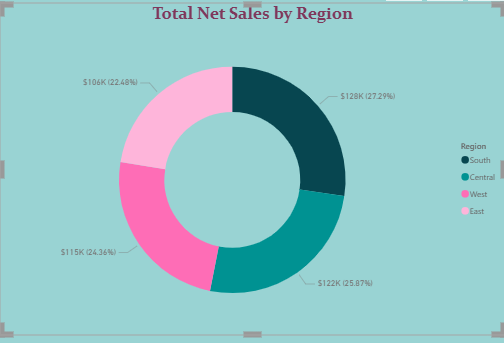 Total Net Sales by Region
$106K (22.48%)
$128K (27.29%)
Region
South
Central
West
East
$115K (24.36%)
$122K (25.87%)